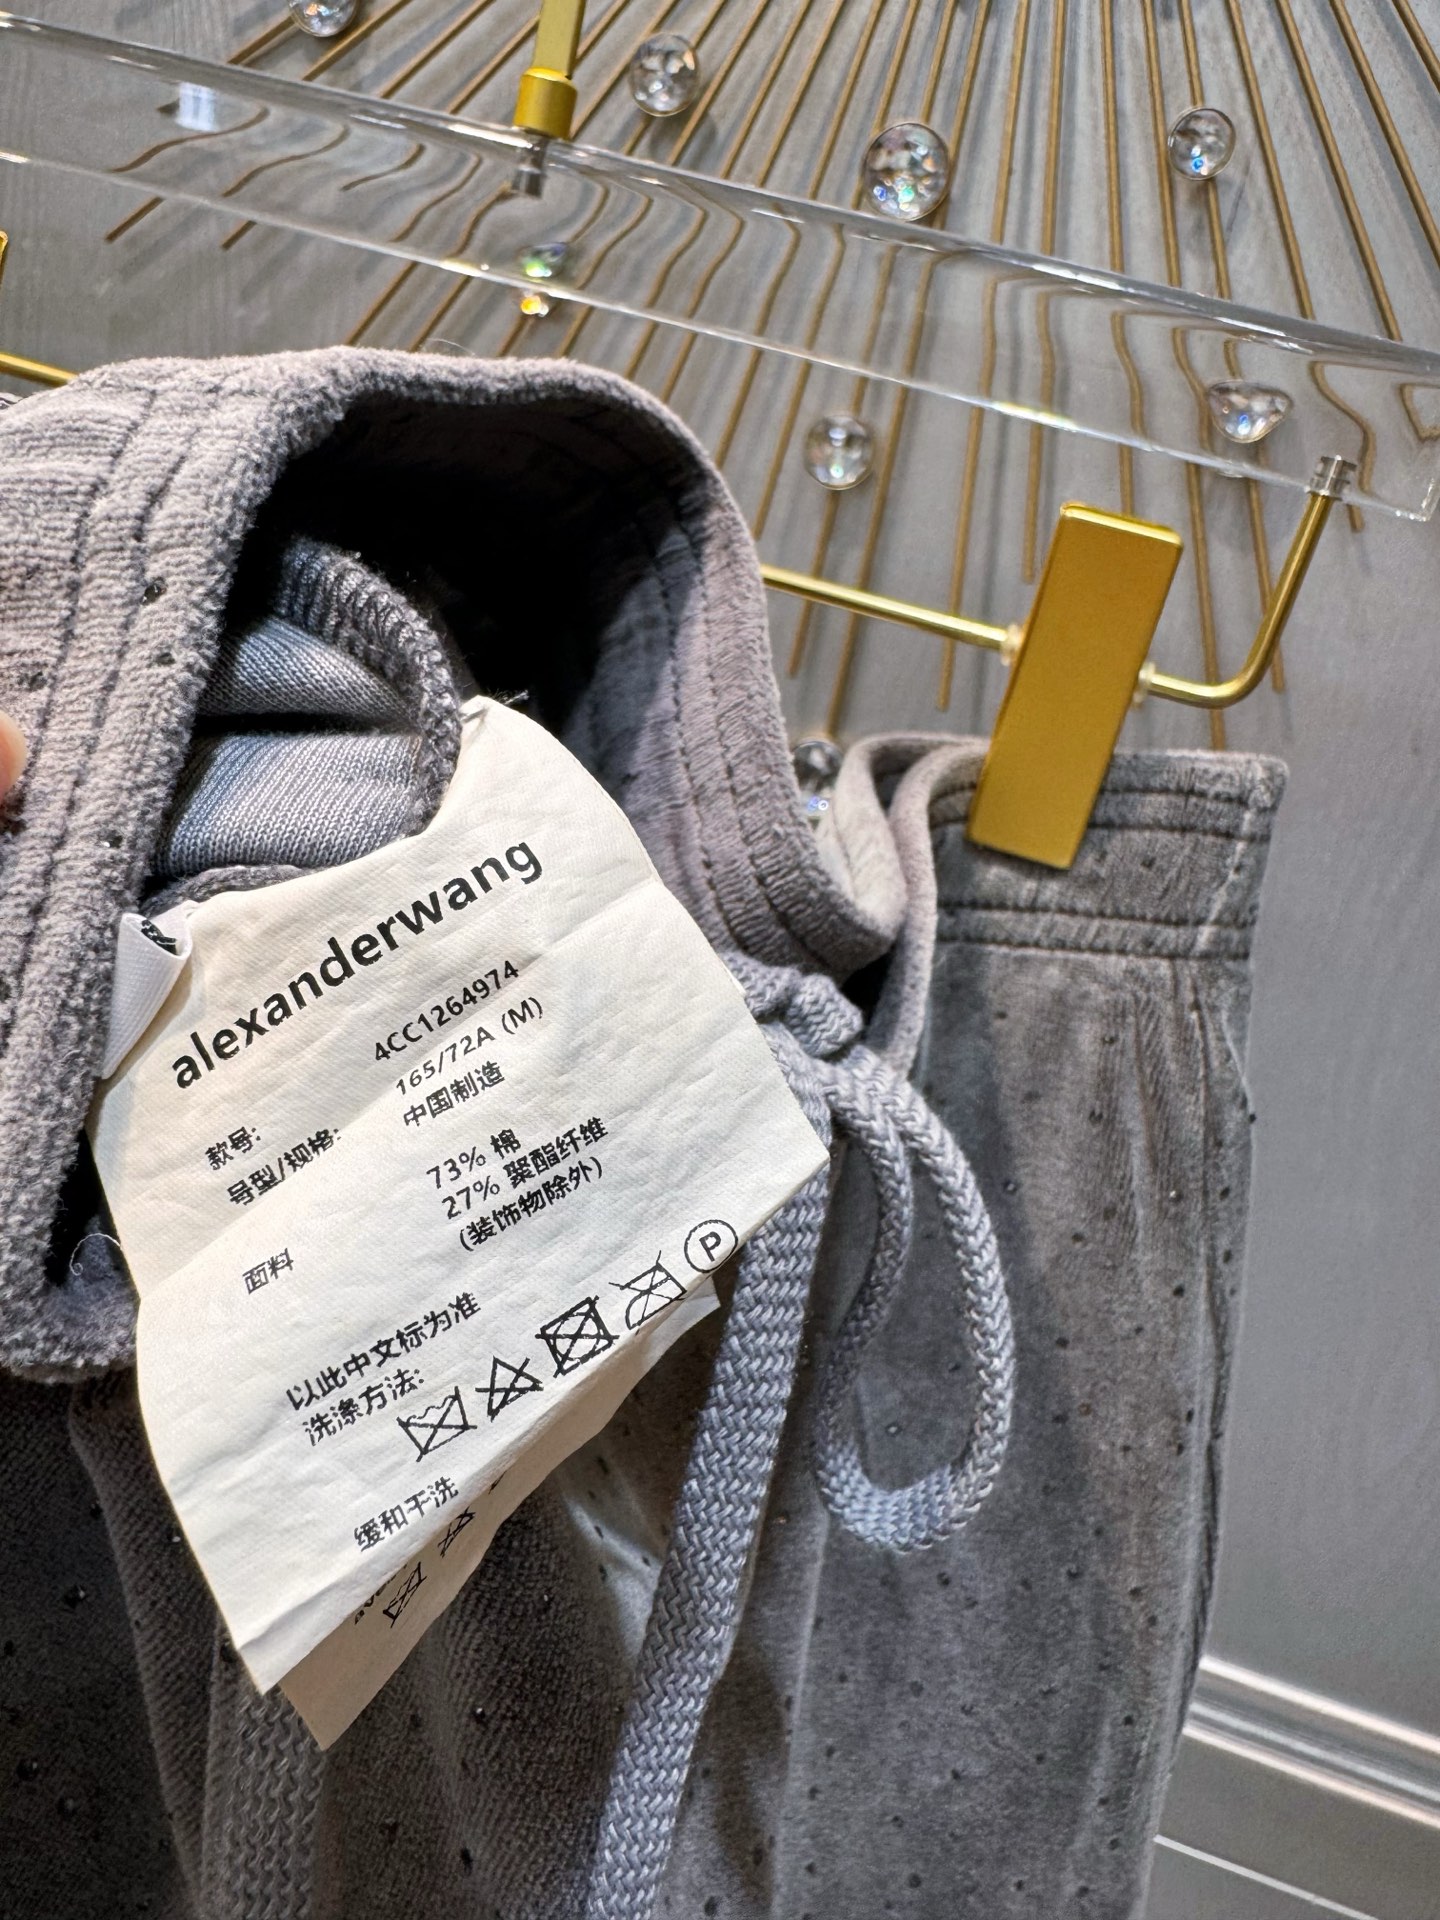 alexanderwang
款号: 4CC1264974
号型/规格: 165/72A (M)
中国制造
面料 73% 棉
27% 聚酯纤维
(装饰物除外)
以此中文标为准
洗涤方法:
P
缓和干洗